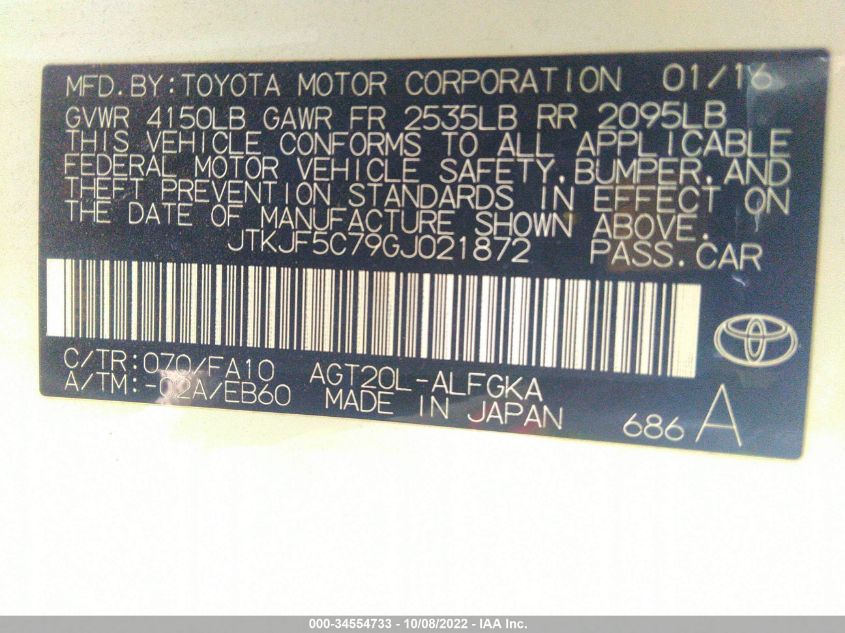 MFD. BY: TOYOTA MOTOR CORPORATION 01/16
GVWR 4150LB GAWR FR 2535LB RR 2095LB
THIS VEHICLE CONFORMS TO ALL APPLICABLE
FEDERAL MOTOR VEHICLE SAFETY, BUMPER, AND
THEFT PREVENTION STANDARDS IN EFFECT ON
THE DATE OF MANUFACTURE SHOWN ABOVE.
JTKJF5C79GJ021872 PASS. CAR
C/TR: 070/FA10 AGT20L-ALFGKA
A/TM: -02A/EB60 MADE IN JAPAN
686 A
000-34554733 - 10/08/2022 - IAA Inc.